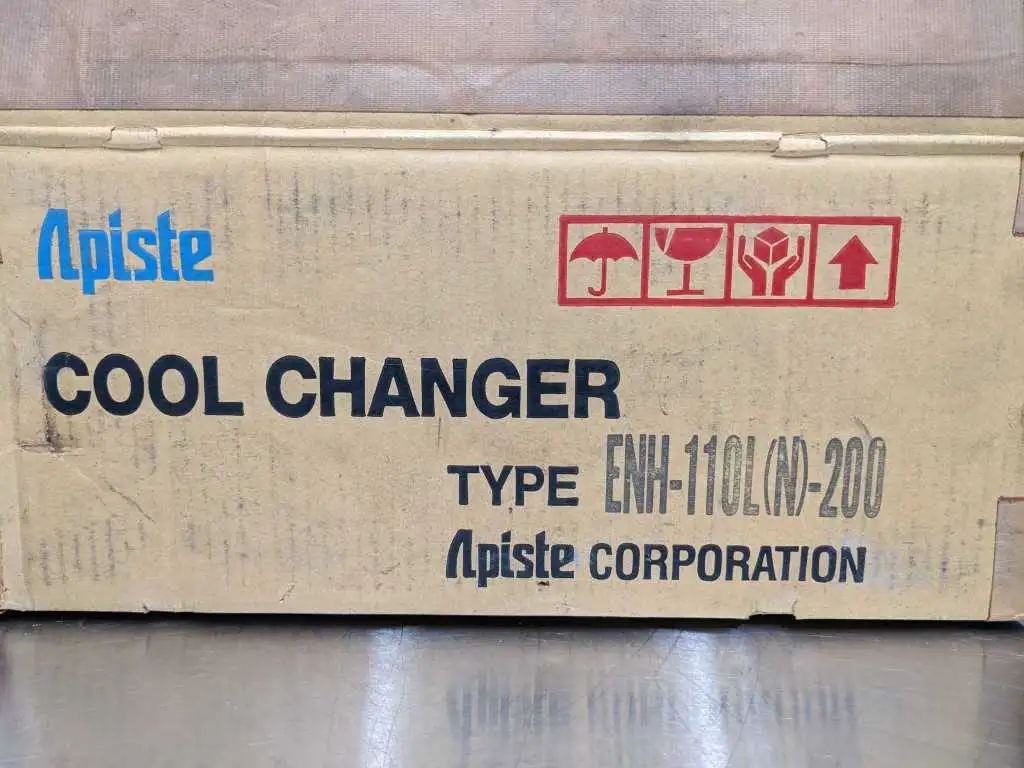 Apiste
COOL CHANGER
TYPE ENH-110L(N)-200
Apiste CORPORATION